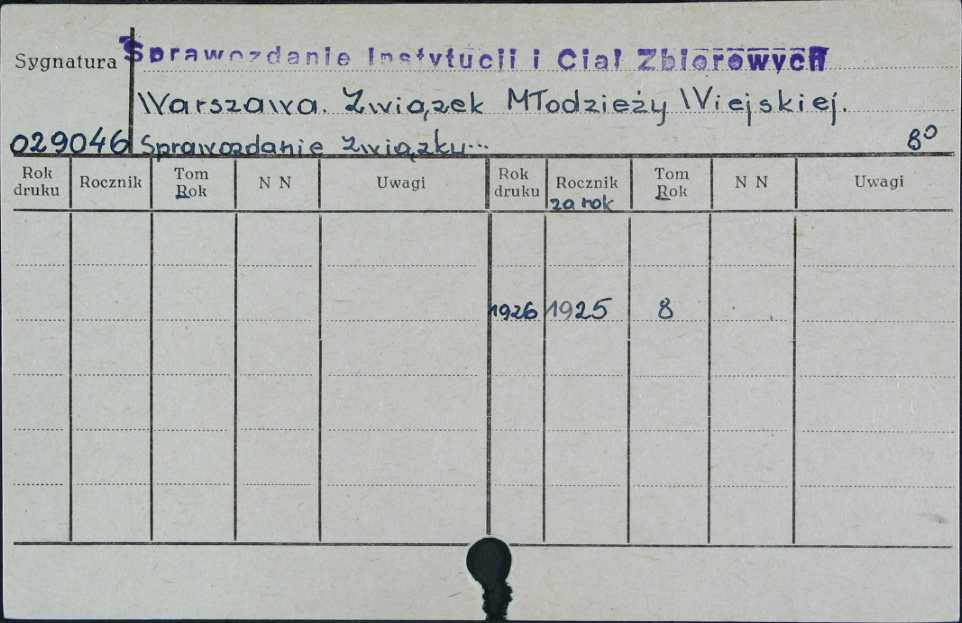 Sygnatura Sprawozdanie Instytucji i Ciał Zbiorowych
Warszawa. Związek Młodzieży Wiejskiej.
029046 Sprawozdanie Związku... 8º
Rok druku Rocznik Tom Rok N N Uwagi Rok druku Rocznik za rok Tom Rok N N Uwagi
1926 1925 8